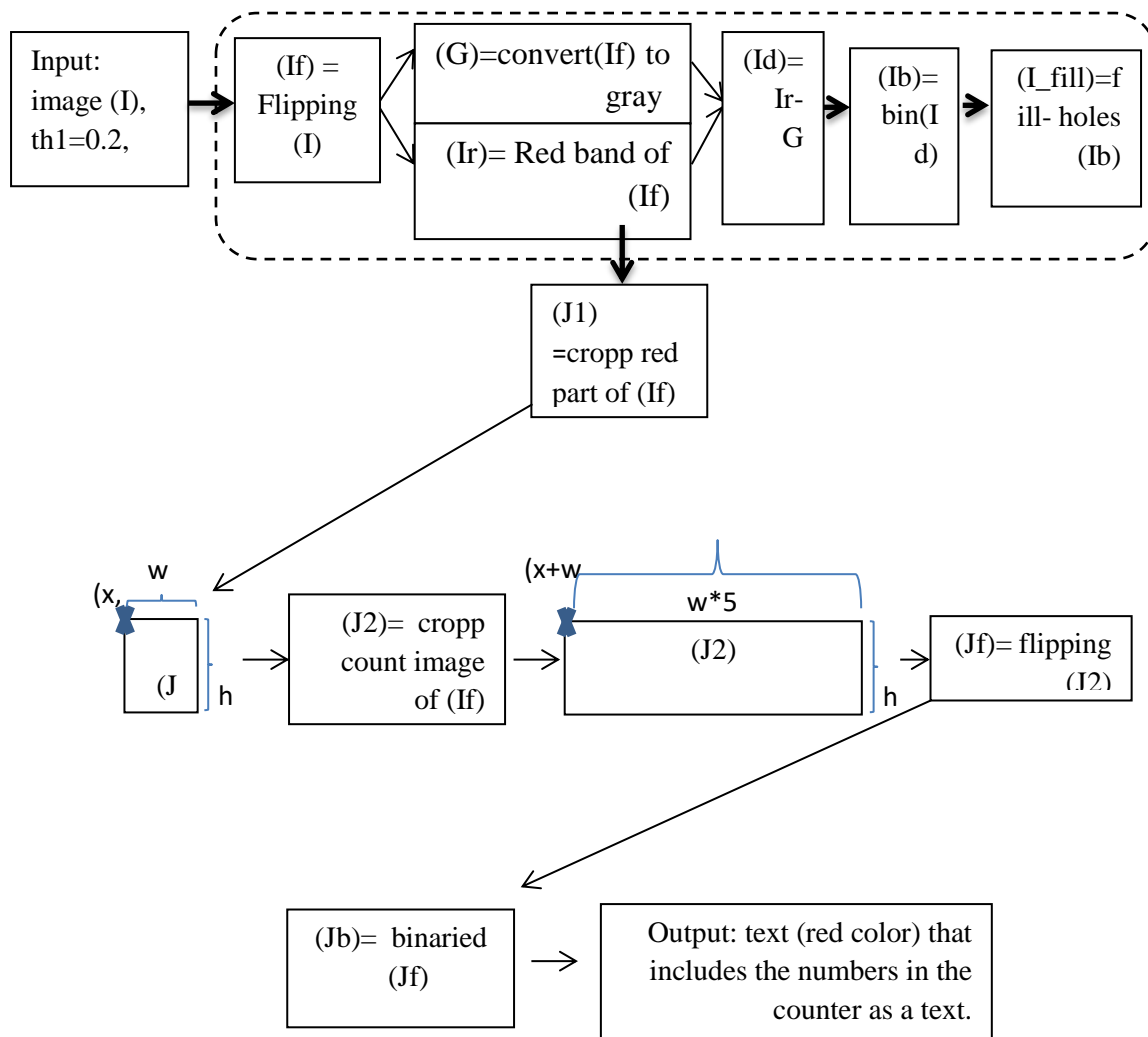 Input:
image (I),
th1=0.2,
(If) =
Flipping
(I)
(G)=convert(If) to
gray
(Ir)= Red band of
(If)
(Id)=
Ir-
G
(Ib)=
bin(I
d)
(I_fill)=f
ill- holes
(Ib)
(J1)
=cropp red
part of (If)
(x,
w
(J
h
(J2)= cropp
count image
of (If)
(x+w
w*5
(J2)
h
(Jf)= flipping
(J2)
(Jb)= binaried
(Jf)
Output: text (red color) that
includes the numbers in the
counter as a text.